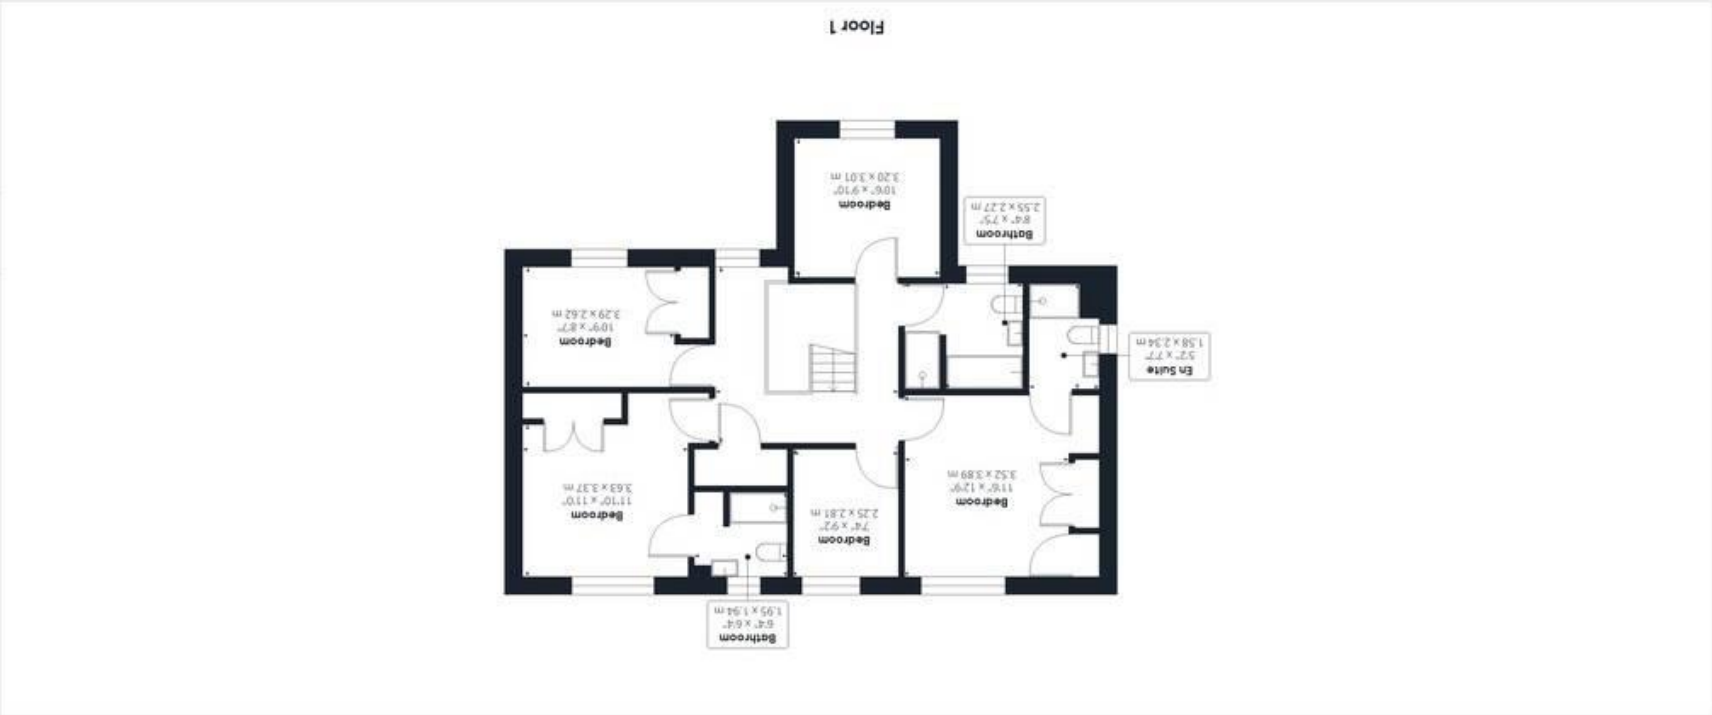 Bathroom
6'4" x 6'4"
1.95 x 1.94 m
Bedroom
7'4" x 9'2"
2.25 x 2.81 m
Bedroom
11'10" x 11'0"
3.63 x 3.37 m
Bedroom
11'6" x 12'9"
3.52 x 3.89 m
En Suite
5'2" x 7'7"
1.58 x 2.34 m
Bedroom
10'9" x 8'7"
3.29 x 2.62 m
Bathroom
8'4" x 7'5"
2.55 x 2.27 m
Bedroom
10'6" x 9'10"
3.20 x 3.01 m
Floor 1